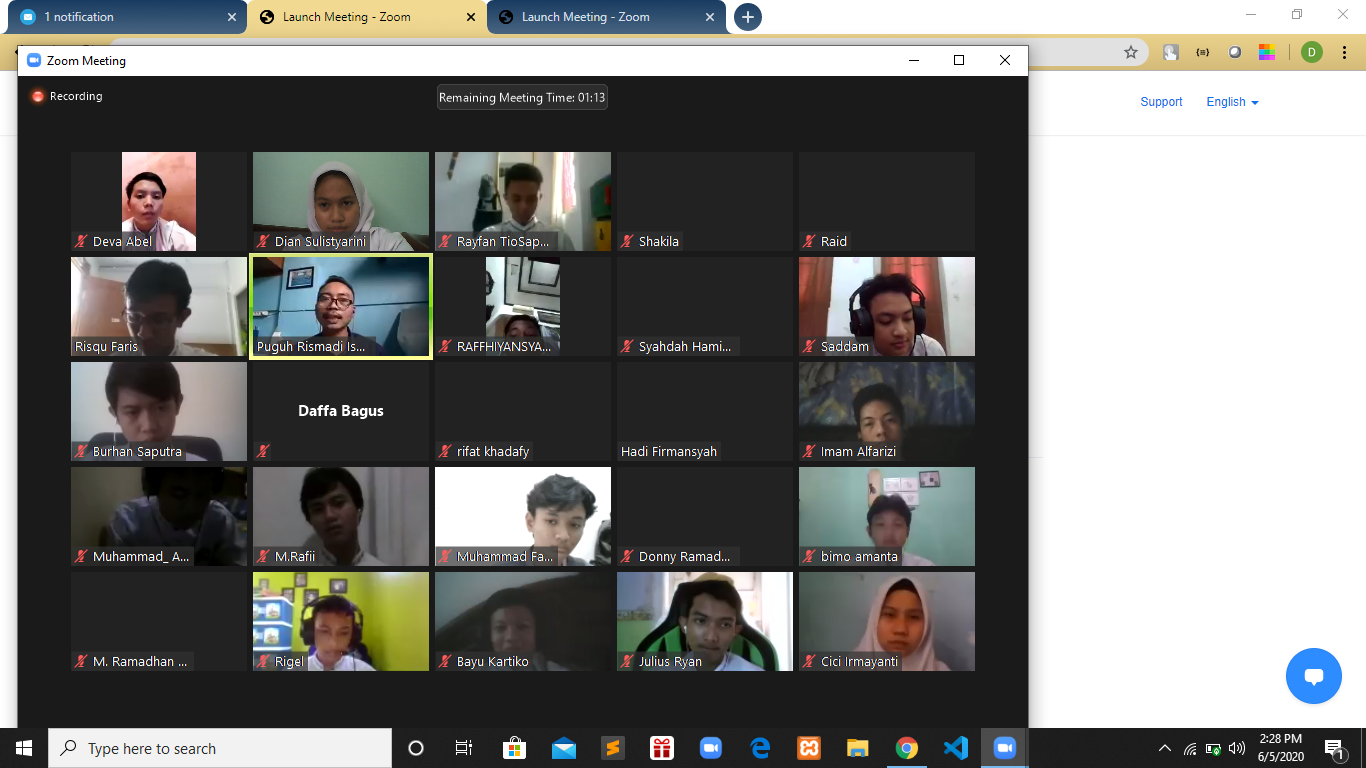 1 notification
Launch Meeting - Zoom
Launch Meeting - Zoom
Zoom Meeting
Recording
Remaining Meeting Time: 01:13
Support
English
D
Deva Abel
Dian Sulistyarini
Rayfan TioSap...
Shakila
Raid
Risqu Faris
Puguh Rismadi Is...
RAFFHIYANSYA...
Syahdah Hami...
Saddam
Burhan Saputra
Daffa Bagus
rifat khadafy
Hadi Firmansyah
Imam Alfarizi
Muhammad_ A...
M.Rafii
Muhammad Fa...
Donny Ramad...
bimo amanta
M. Ramadhan ...
Rigel
Bayu Kartiko
Julius Ryan
Cici Irmayanti
Type here to search
2:28 PM
6/5/2020
1